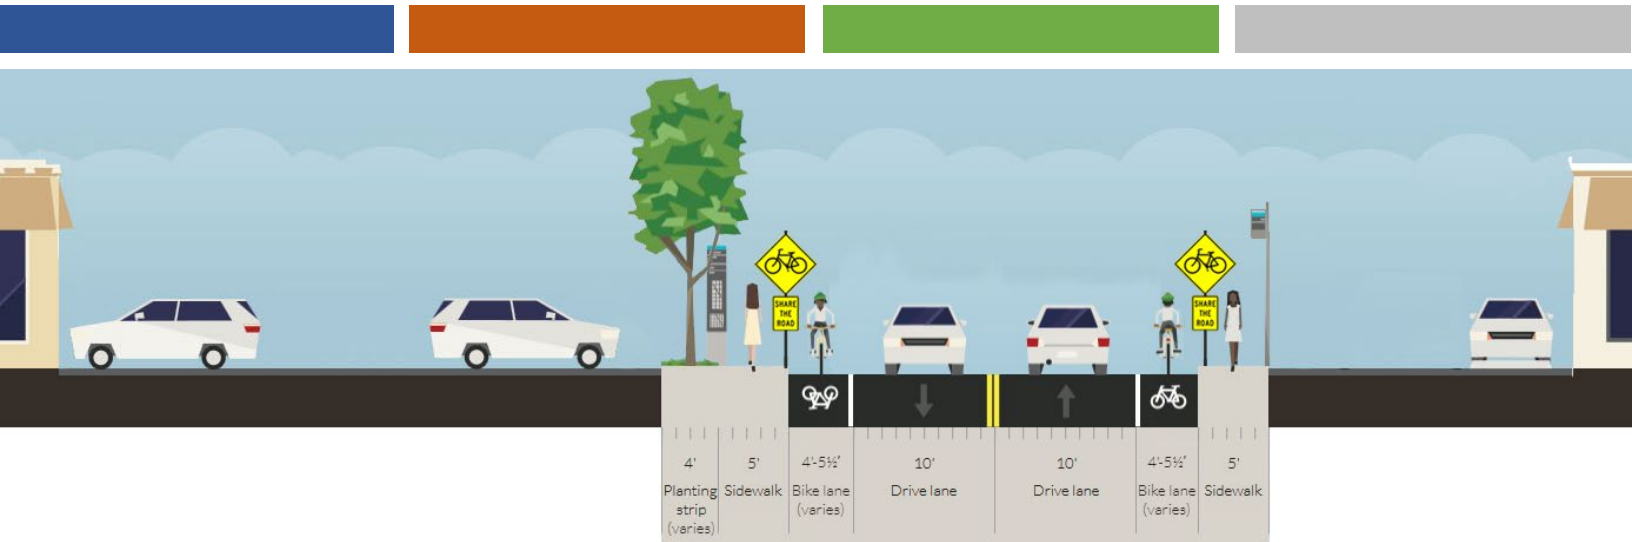 SHARE
THE
ROAD
SHARE
THE
ROAD
4'
5'
4'-5½'
10'
10'
4'-5½'
5'
Planting
strip
(varies)
Sidewalk
Bike lane
(varies)
Drive lane
Drive lane
Bike lane
(varies)
Sidewalk